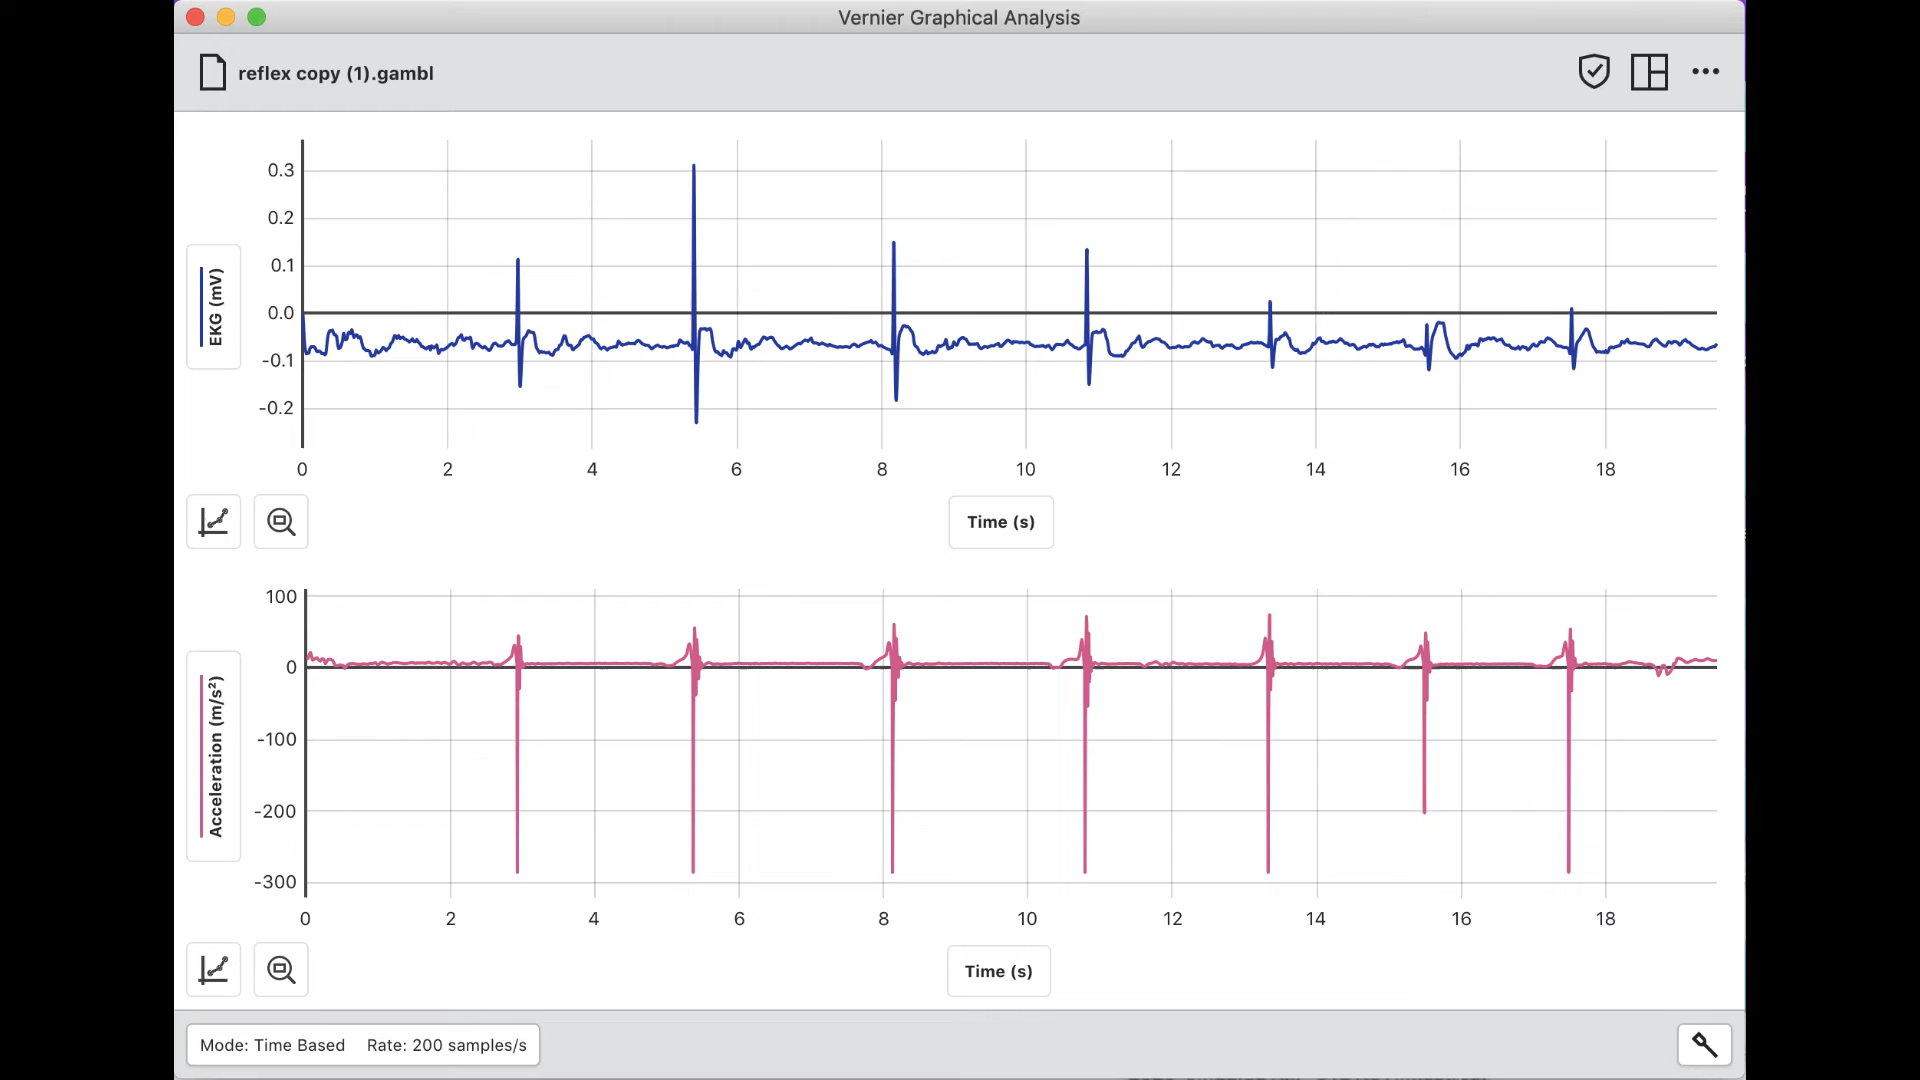 Vernier Graphical Analysis
reflex copy (1).gambl
EKG (mV)
0.3
0.2
0.1
0.0
-0.1
-0.2
0 2 4 6 8 10 12 14 16 18
Time (s)
Acceleration (m/s²)
100
0
-100
-200
-300
0 2 4 6 8 10 12 14 16 18
Time (s)
Mode: Time Based Rate: 200 samples/s